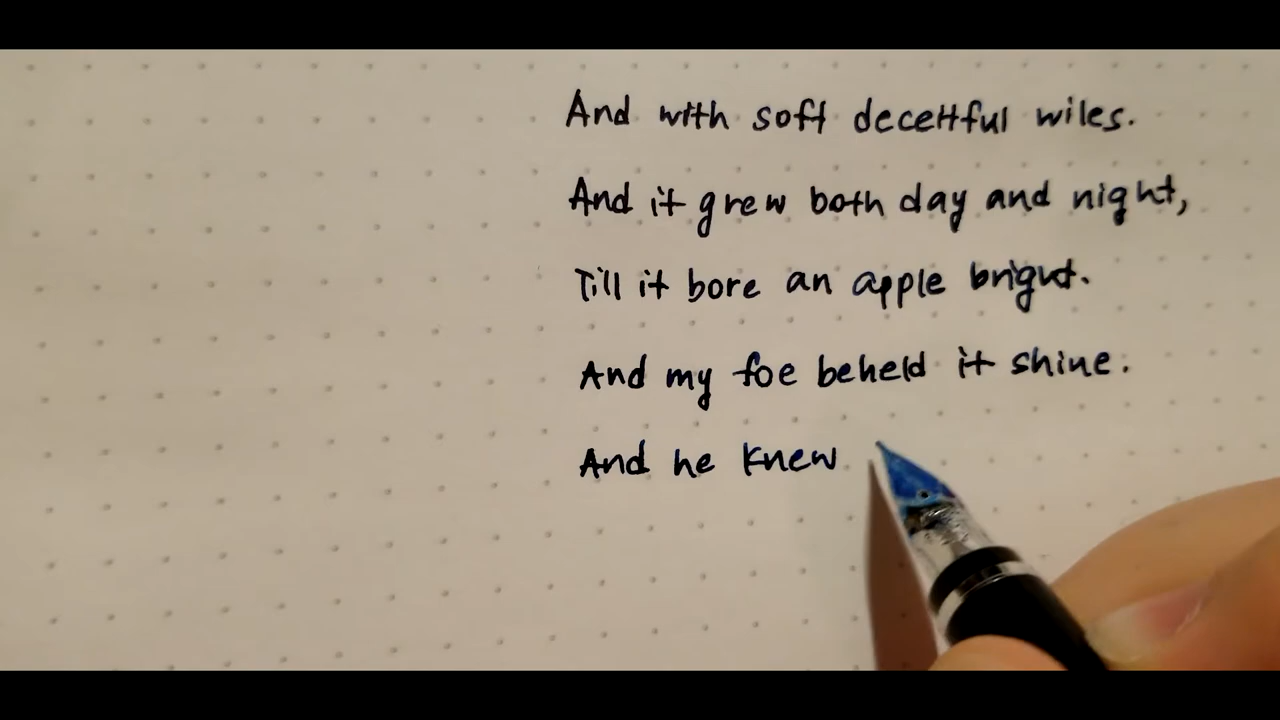 And with soft deceitful wiles.
And it grew both day and night,
Till it bore an apple bright.
And my foe beheld it shine.
And he knew